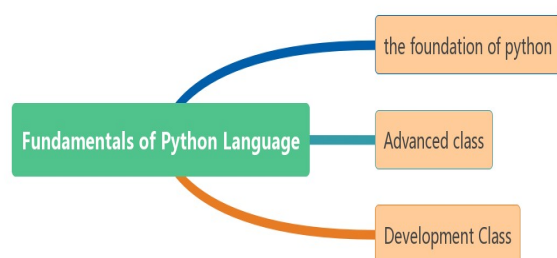 the foundation of python
Fundamentals of Python Language
Advanced class
Development Class